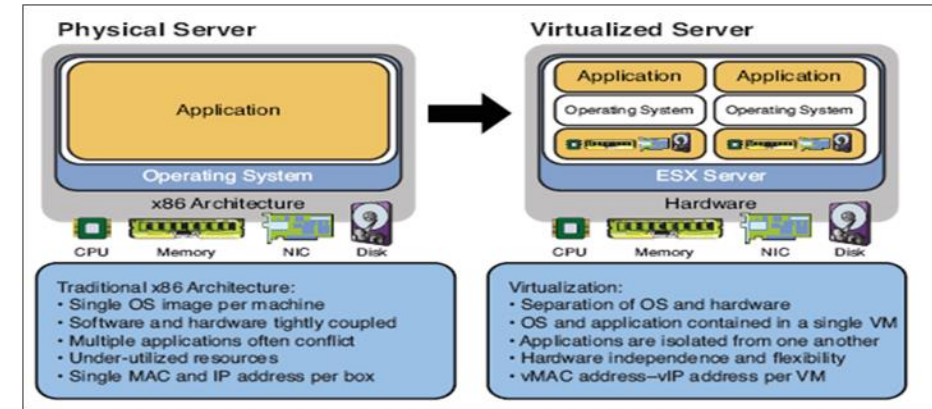 Physical Server
Application
Operating System
x86 Architecture
CPU Memory NIC Disk
Traditional x86 Architecture:
• Single OS image per machine
• Software and hardware tightly coupled
• Multiple applications often conflict
• Under-utilized resources
• Single MAC and IP address per box
Virtualized Server
Application Application
Operating System Operating System
ESX Server
Hardware
CPU Memory NIC Disk
Virtualization:
• Separation of OS and hardware
• OS and application contained in a single VM
• Applications are isolated from one another
• Hardware independence and flexibility
• vMAC address–vIP address per VM